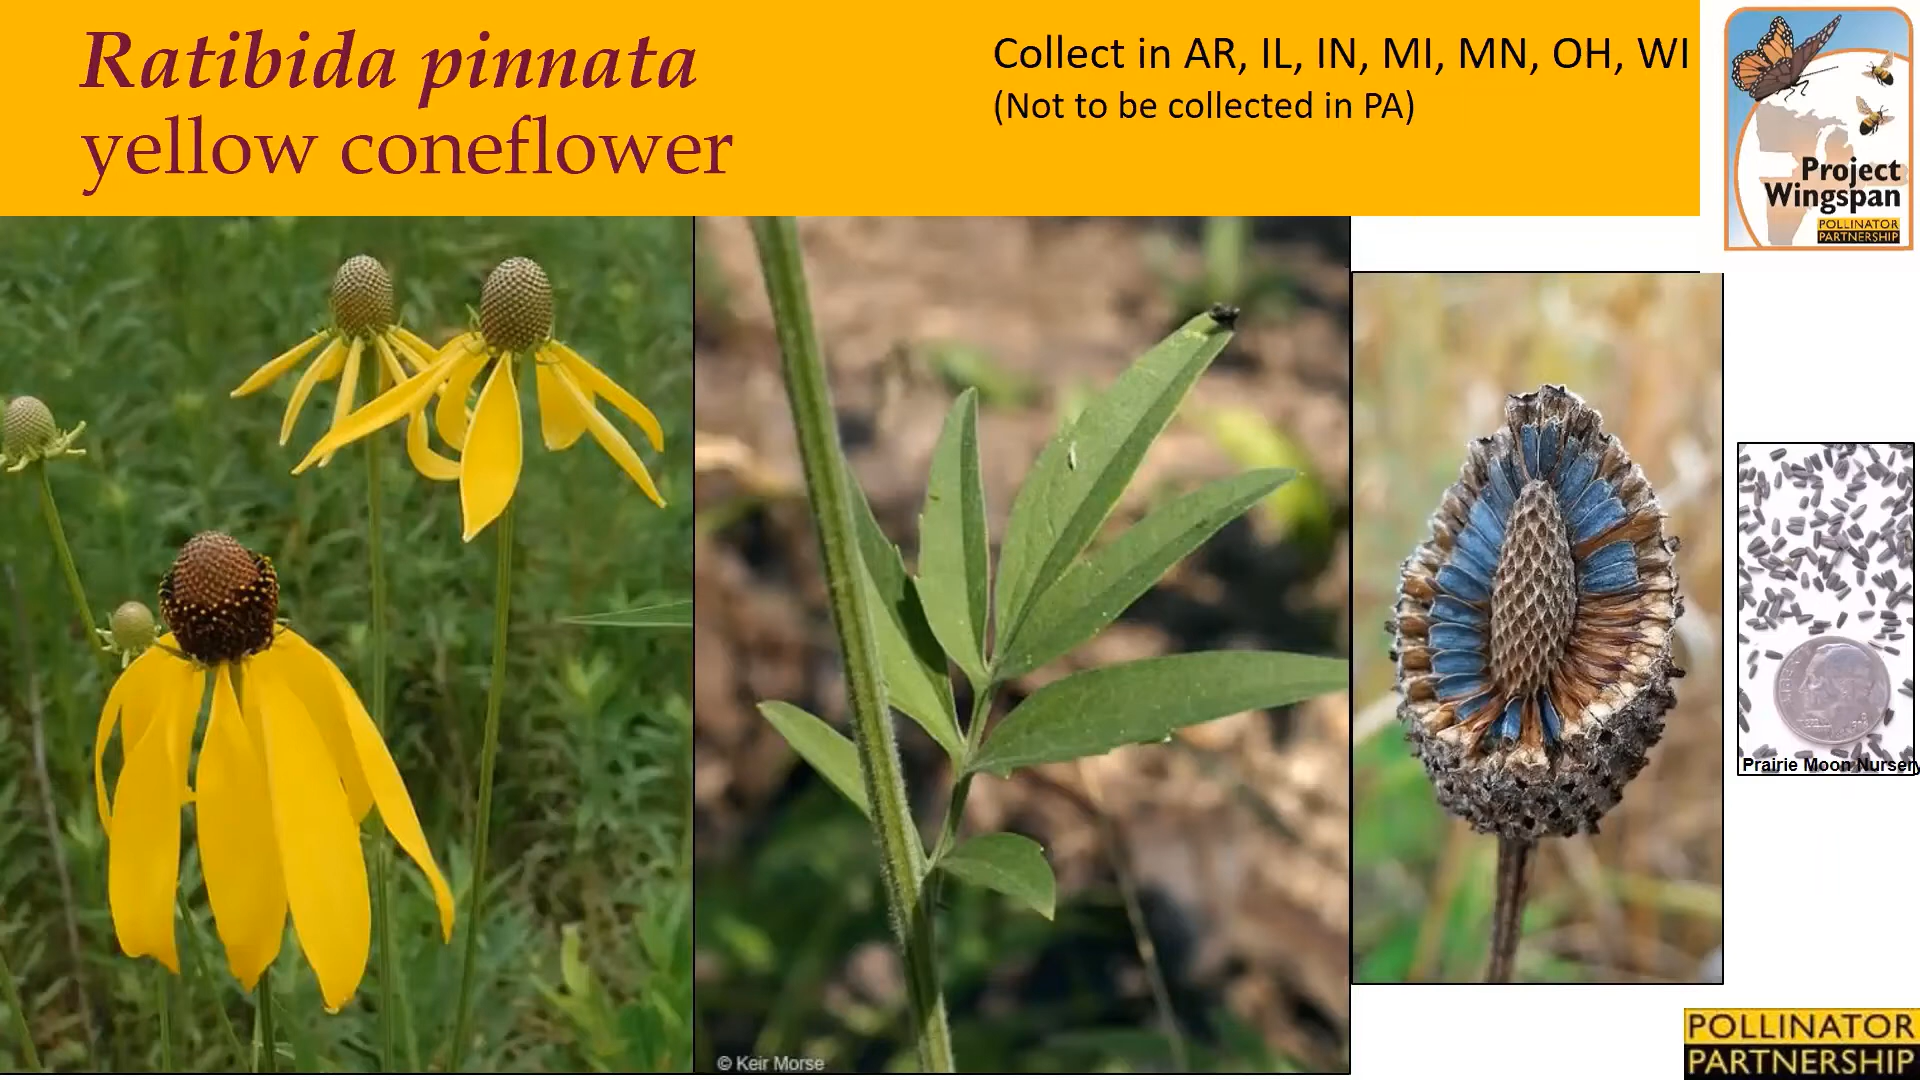 Ratibida pinnata
yellow coneflower
Collect in AR, IL, IN, MI, MN, OH, WI
(Not to be collected in PA)
Project
Wingspan
POLLINATOR
PARTNERSHIP
Prairie Moon Nursery
© Keir Morse
POLLINATOR
PARTNERSHIP